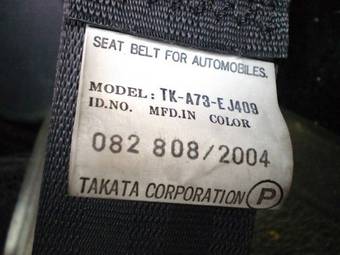 SEAT BELT FOR AUTOMOBILES.
MODEL: TK-A73-EJ409
ID.NO. MFD.IN COLOR
082 808/2004
TAKATA CORPORATION P